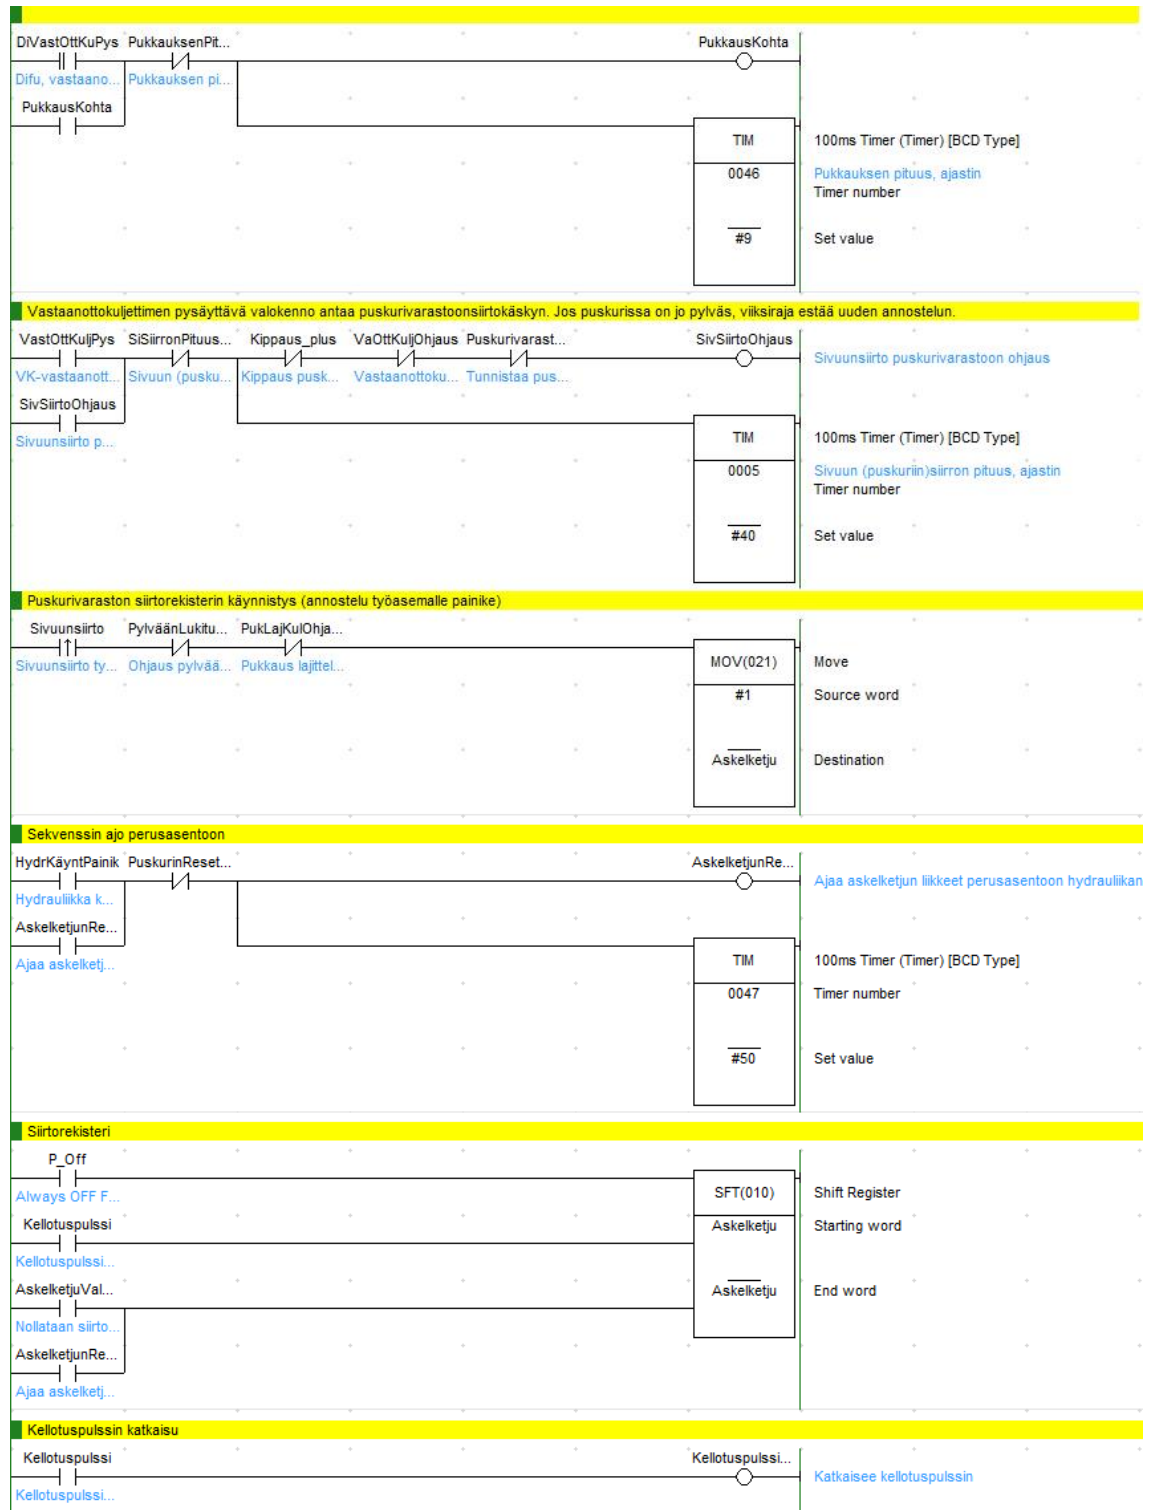 DiVastOttKuPys PukkauksenPit... PukkausKohta
Difu, vastaano... Pukkauksen pi...
PukkausKohta
TIM 100ms Timer (Timer) [BCD Type]
0046 Pukkauksen pituus, ajastin
Timer number
#9 Set value
Vastaanottokuljettimen pysäyttävä valokenno antaa puskurivarastoonsiirtokäskyn. Jos puskurissa on jo pylväs, viiksiraja estää uuden annostelun.
VastOttKuljPys SiSiirronPituus... Kippaus_plus VaOttKuljOhjaus Puskurivarast... SivSiirtoOhjaus
Sivuunsiirto puskurivarastoon ohjaus
VK-vastaanott... Sivuun (pusku... Kippaus pusk... Vastaanottoku... Tunnistaa pus...
SivSiirtoOhjaus
Sivuunsiirto p...
TIM 100ms Timer (Timer) [BCD Type]
0005 Sivuun (puskuriin)siirron pituus, ajastin
Timer number
#40 Set value
Puskurivaraston siirtorekisterin käynnistys (annostelu työasemalle painike)
Sivuunsiirto PylväänLukitu... PukLajKulOhja...
Sivuunsiirto ty... Ohjaus pylvää... Pukkaus lajittel...
MOV(021) Move
#1 Source word
Askelketju Destination
Sekvenssin ajo perusasentoon
HydrKäyntPainik PuskurinReset... AskelketjunRe...
Ajaa askelketjun liikkeet perusasentoon hydrauliikan
Hydrauliikka k...
AskelketjunRe...
Ajaa askelketj...
TIM 100ms Timer (Timer) [BCD Type]
0047 Timer number
#50 Set value
Siirtorekisteri
P_Off
Always OFF F...
SFT(010) Shift Register
Kellotuspulssi Askelketju Starting word
Kellotuspulssi...
AskelketjuVal... Askelketju End word
Nollataan siirto...
AskelketjunRe...
Ajaa askelketj...
Kellotuspulssin katkaisu
Kellotuspulssi Kellotuspulssi...
Katkaisee kellotuspulssin
Kellotuspulssi...